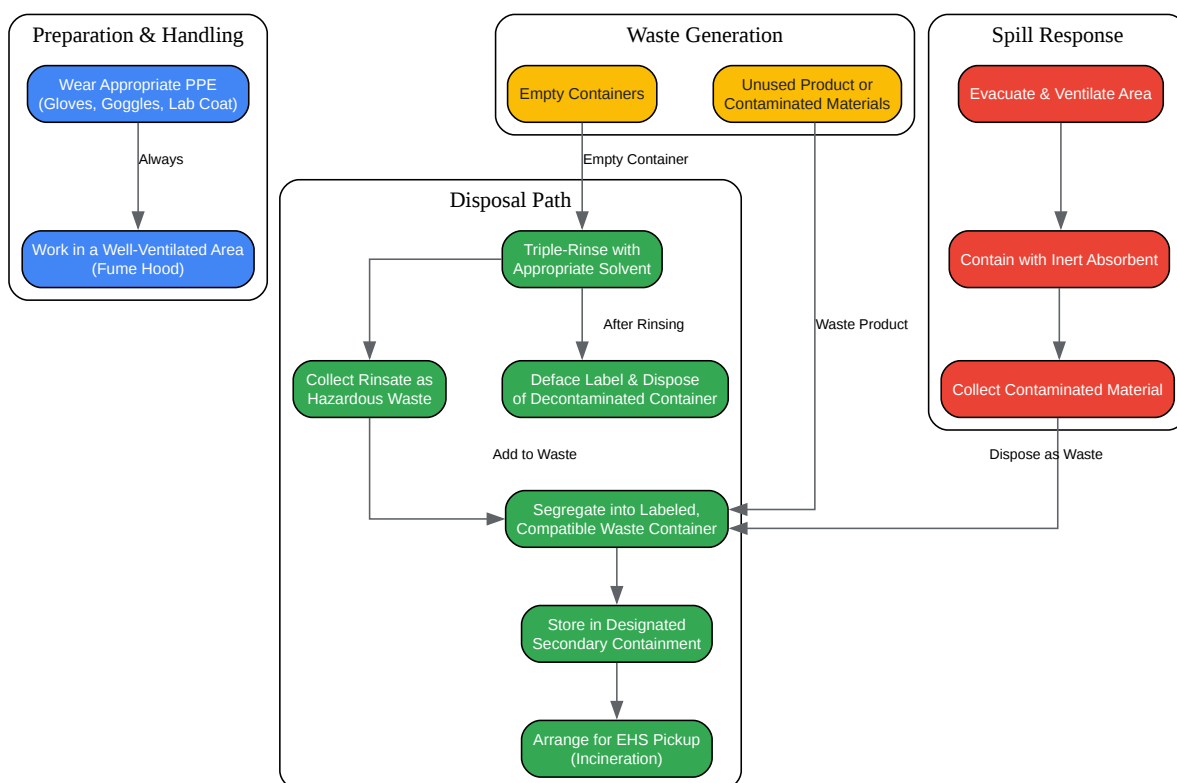 Preparation & Handling
Wear Appropriate PPE
(Gloves, Goggles, Lab Coat)
Always
Work in a Well-Ventilated Area
(Fume Hood)
Waste Generation
Empty Containers
Unused Product or
Contaminated Materials
Empty Container
Waste Product
Disposal Path
Triple-Rinse with
Appropriate Solvent
After Rinsing
Collect Rinsate as
Hazardous Waste
Deface Label & Dispose
of Decontaminated Container
Add to Waste
Segregate into Labeled,
Compatible Waste Container
Store in Designated
Secondary Containment
Arrange for EHS Pickup
(Incineration)
Spill Response
Evacuate & Ventilate Area
Contain with Inert Absorbent
Collect Contaminated Material
Dispose as Waste